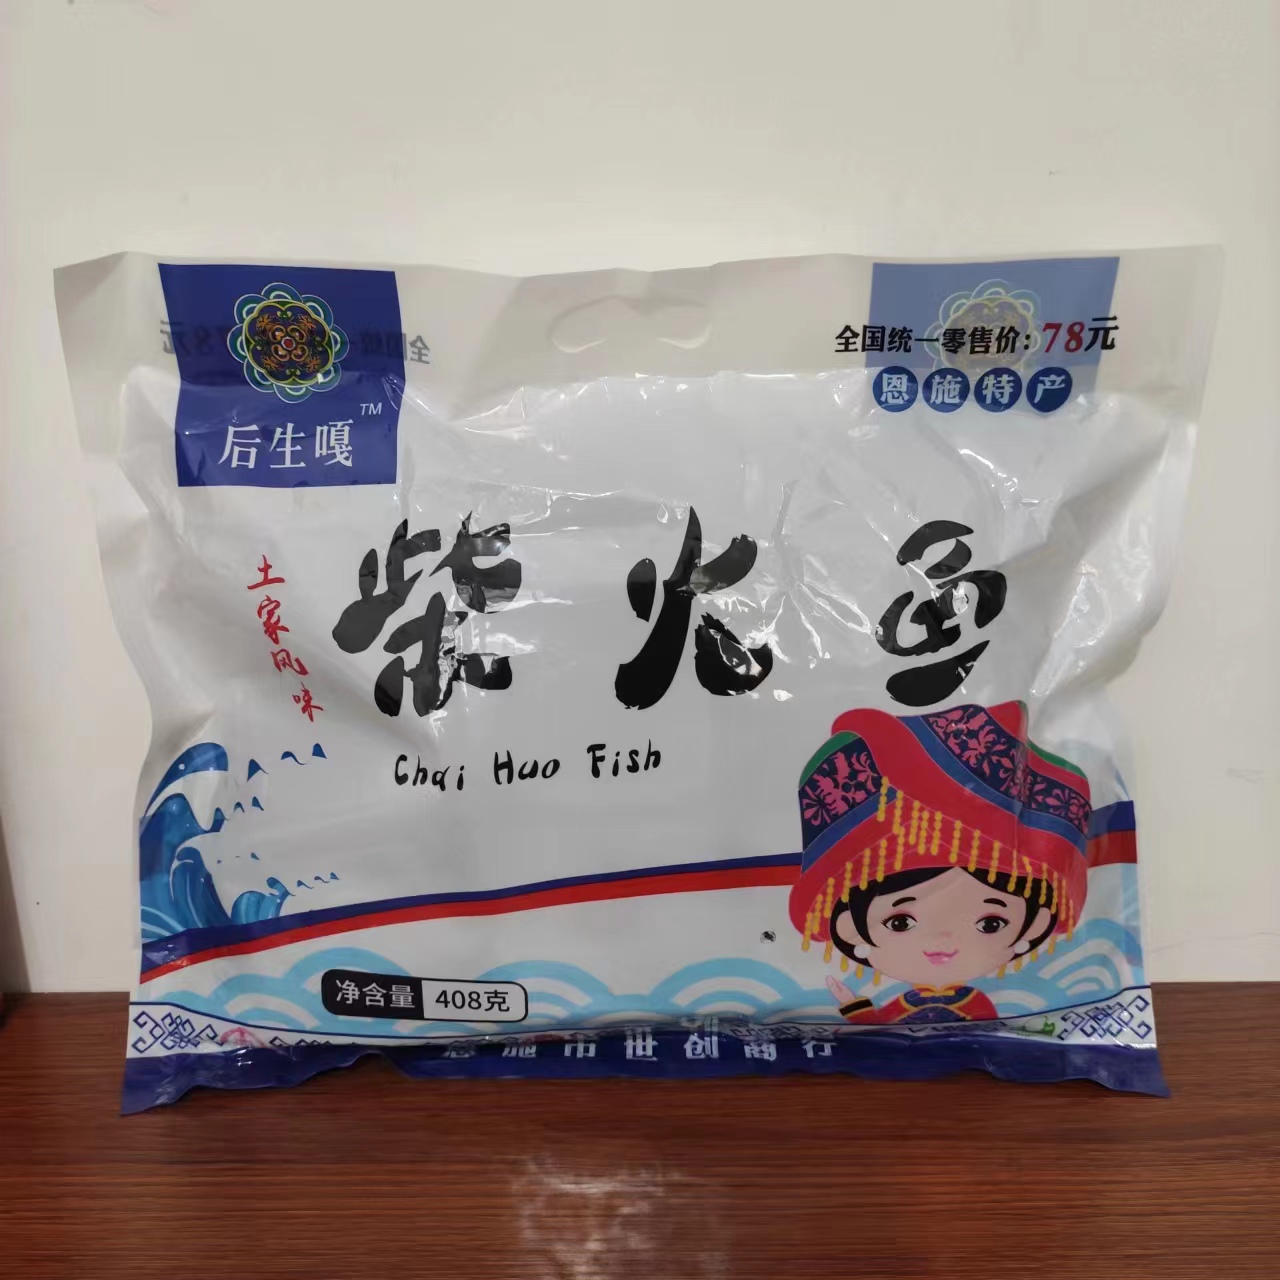 全国统一零售价：78元
恩施特产
TM
后生嘎
柴火鱼
土家风味
Chai Huo Fish
净含量 408克
恩施市世创商行